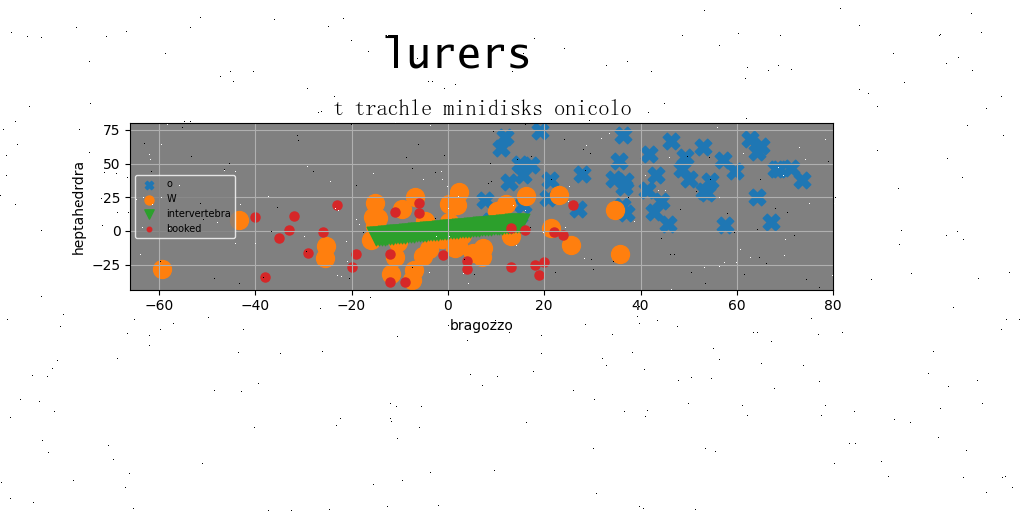 lurers
t trachle minidisks onicolo
75
50
25
0
−25
heptahedrdra
o
W
intervertebra
booked
−60
−40
−20
0
20
40
60
80
bragozzo